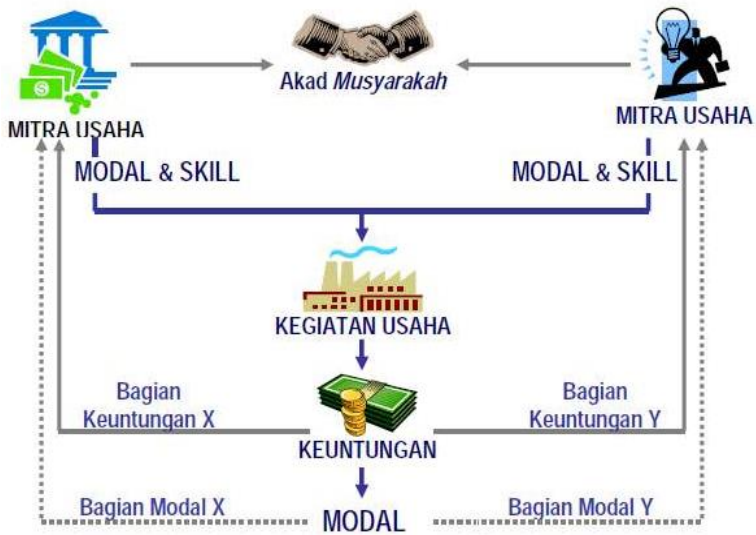 Akad Musyarakah
MITRA USAHA
MITRA USAHA
MODAL & SKILL
MODAL & SKILL
KEGIATAN USAHA
Bagian
Keuntungan X
Bagian
Keuntungan Y
KEUNTUNGAN
Bagian Modal X
MODAL
Bagian Modal Y